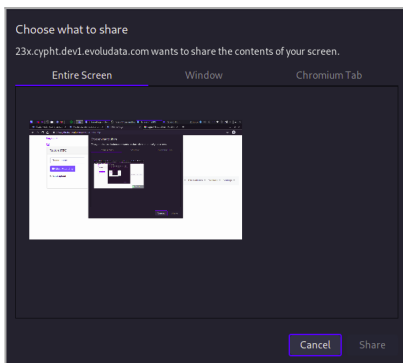 Choose what to share
23x.cypht.dev1.evoludata.com wants to share the contents of your screen.
Entire Screen Window Chromium Tab
Cancel Share